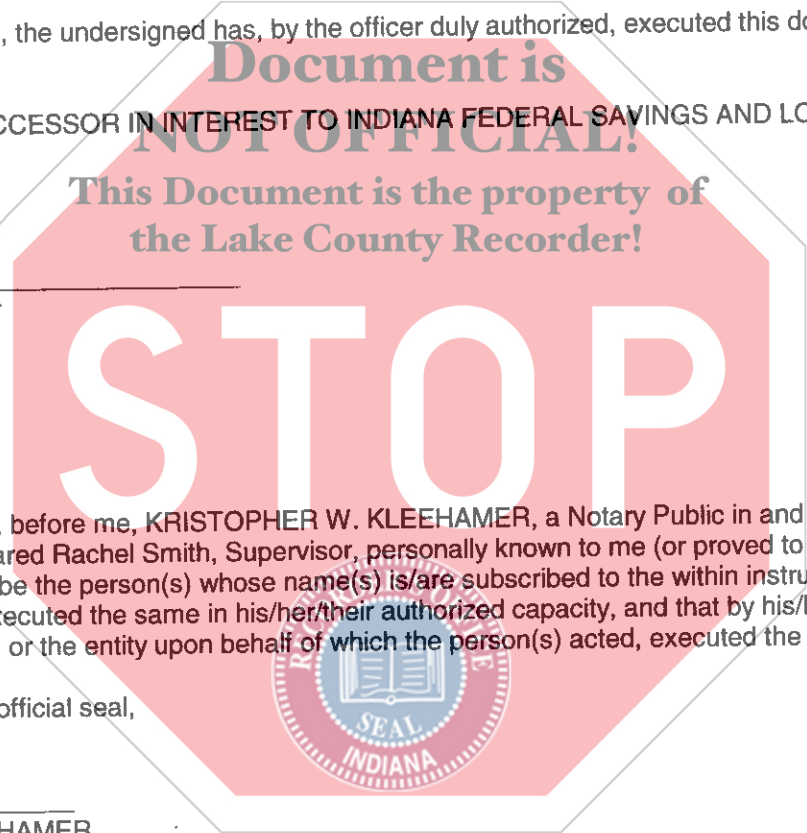 , the undersigned has, by the officer duly authorized, executed this do
Document is
CCESSOR IN INTEREST TO INDIANA FEDERAL SAVINGS AND LO
NOT OFFICIAL!
This Document is the property of
the Lake County Recorder!
STOP
before me, KRISTOPHER W. KLEEHAMER, a Notary Public in and
ared Rachel Smith, Supervisor, personally known to me (or proved to
be the person(s) whose name(s) is/are subscribed to the within instru
ecuted the same in his/her/their authorized capacity, and that by his/
or the entity upon behalf of which the person(s) acted, executed the
official seal,
SEAL
INDIANA
HAMER